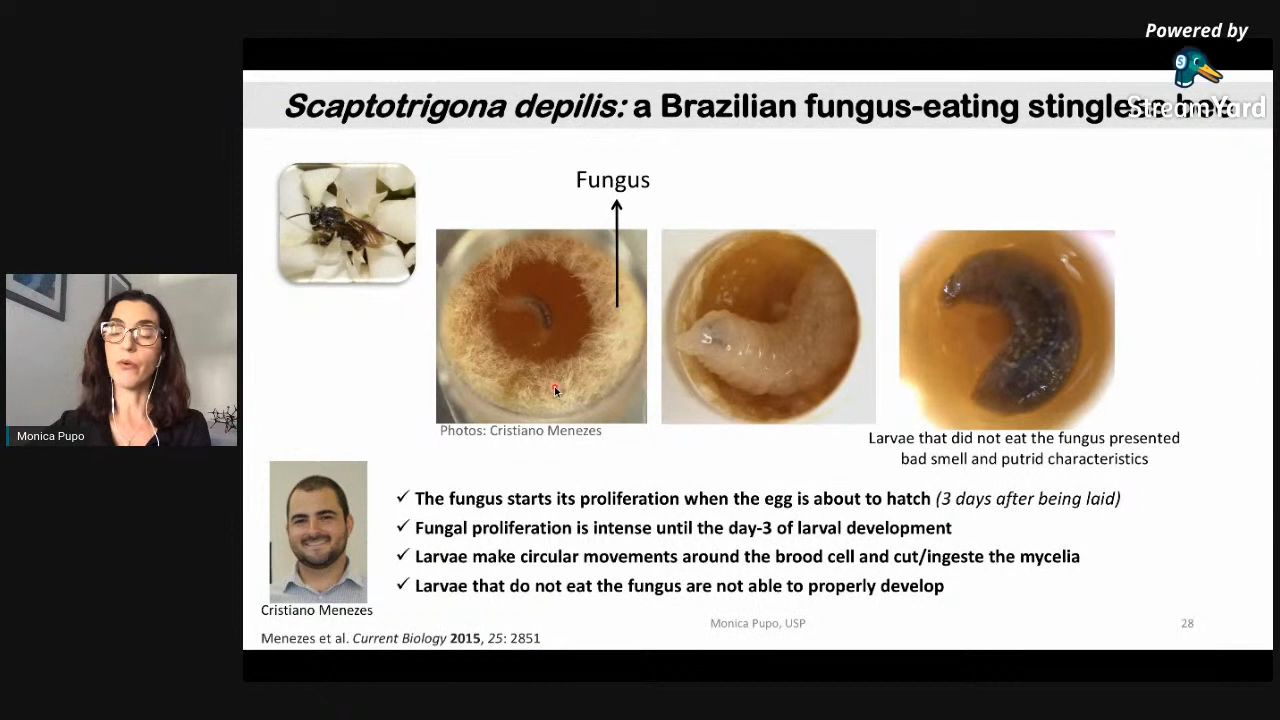 Powered by
StreamYard
Scaptotrigona depilis: a Brazilian fungus-eating stingless bee
Fungus
Photos: Cristiano Menezes
Larvae that did not eat the fungus presented
bad smell and putrid characteristics
Monica Pupo
✓ The fungus starts its proliferation when the egg is about to hatch (3 days after being laid)
✓ Fungal proliferation is intense until the day-3 of larval development
✓ Larvae make circular movements around the brood cell and cut/ingeste the mycelia
✓ Larvae that do not eat the fungus are not able to properly develop
Cristiano Menezes
Monica Pupo, USP
28
Menezes et al. Current Biology 2015, 25: 2851